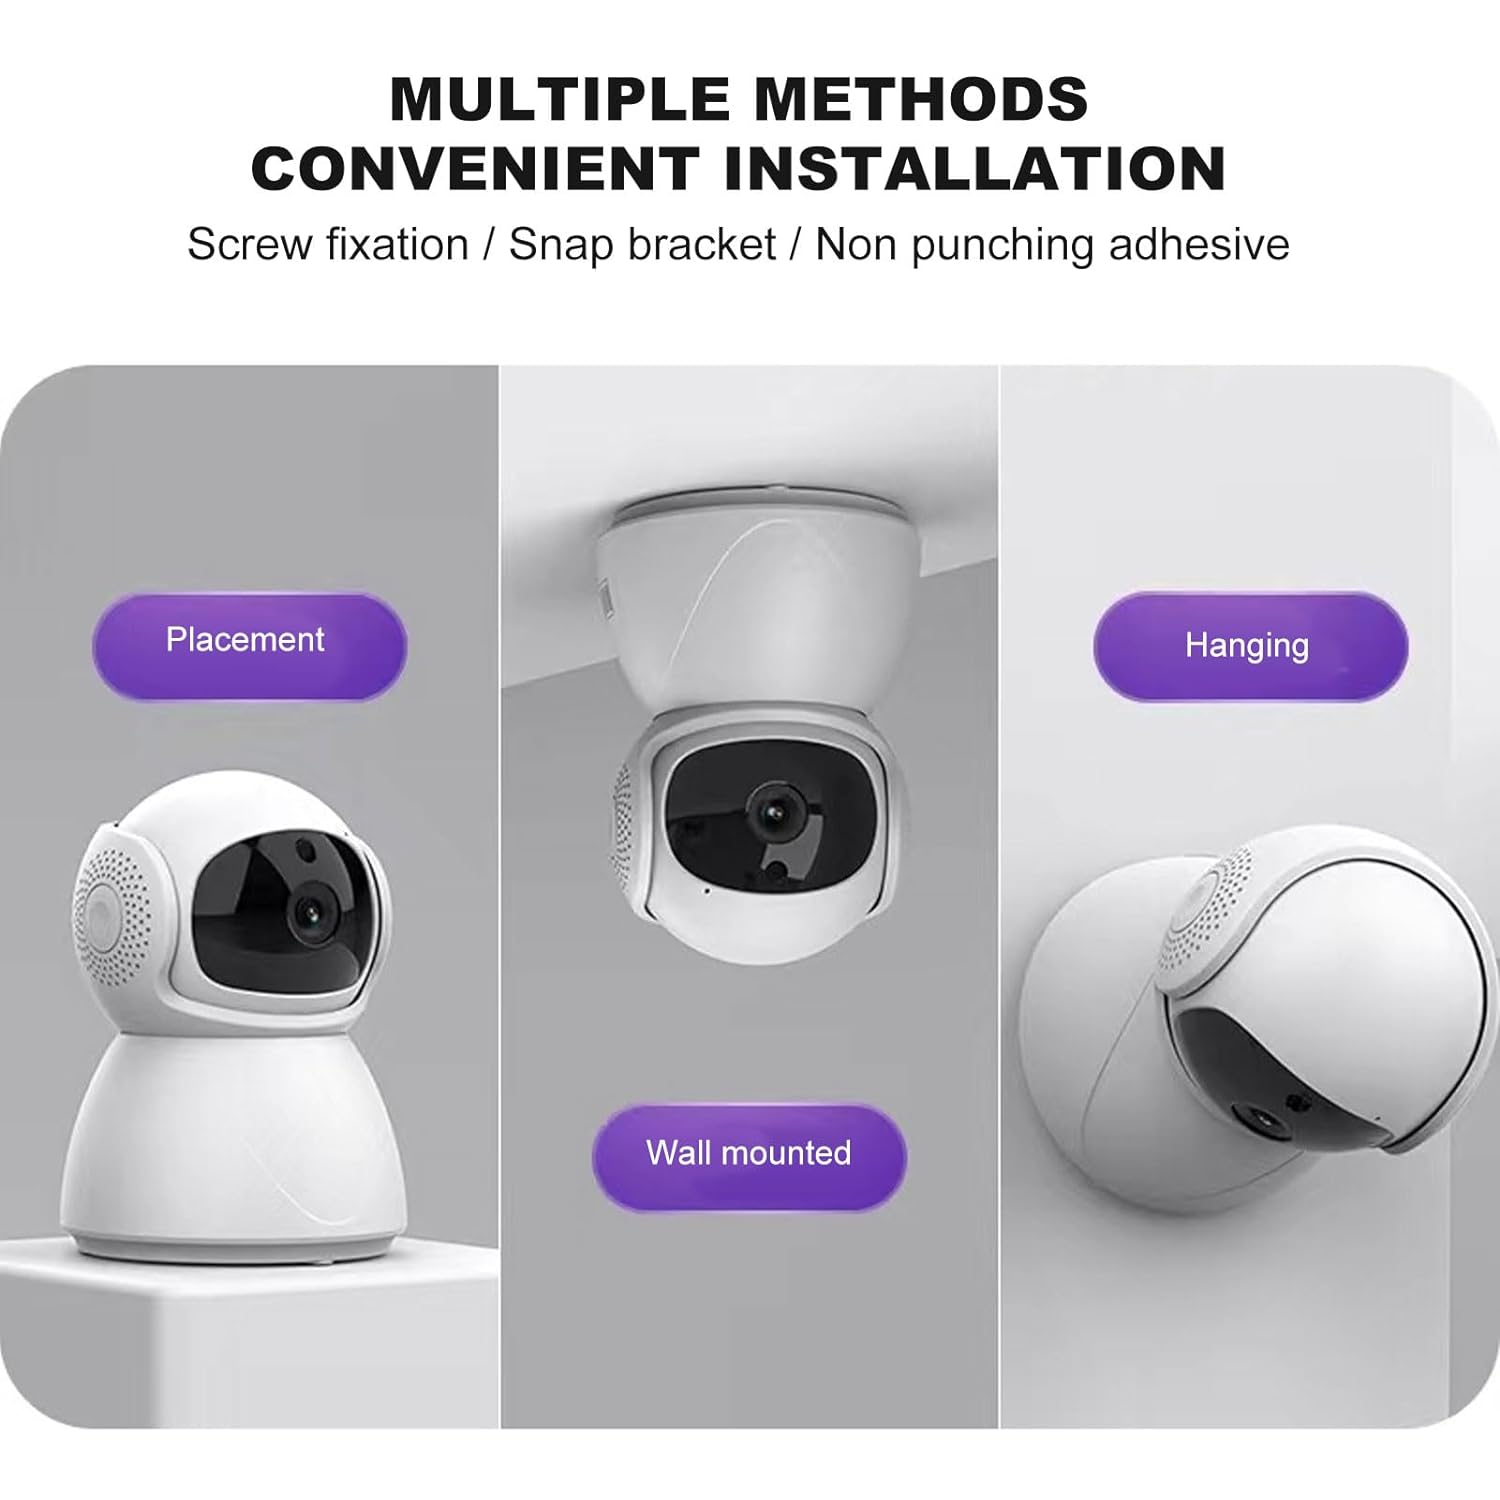 MULTIPLE METHODS
CONVENIENT INSTALLATION
Screw fixation / Snap bracket / Non punching adhesive
Placement
Hanging
Wall mounted